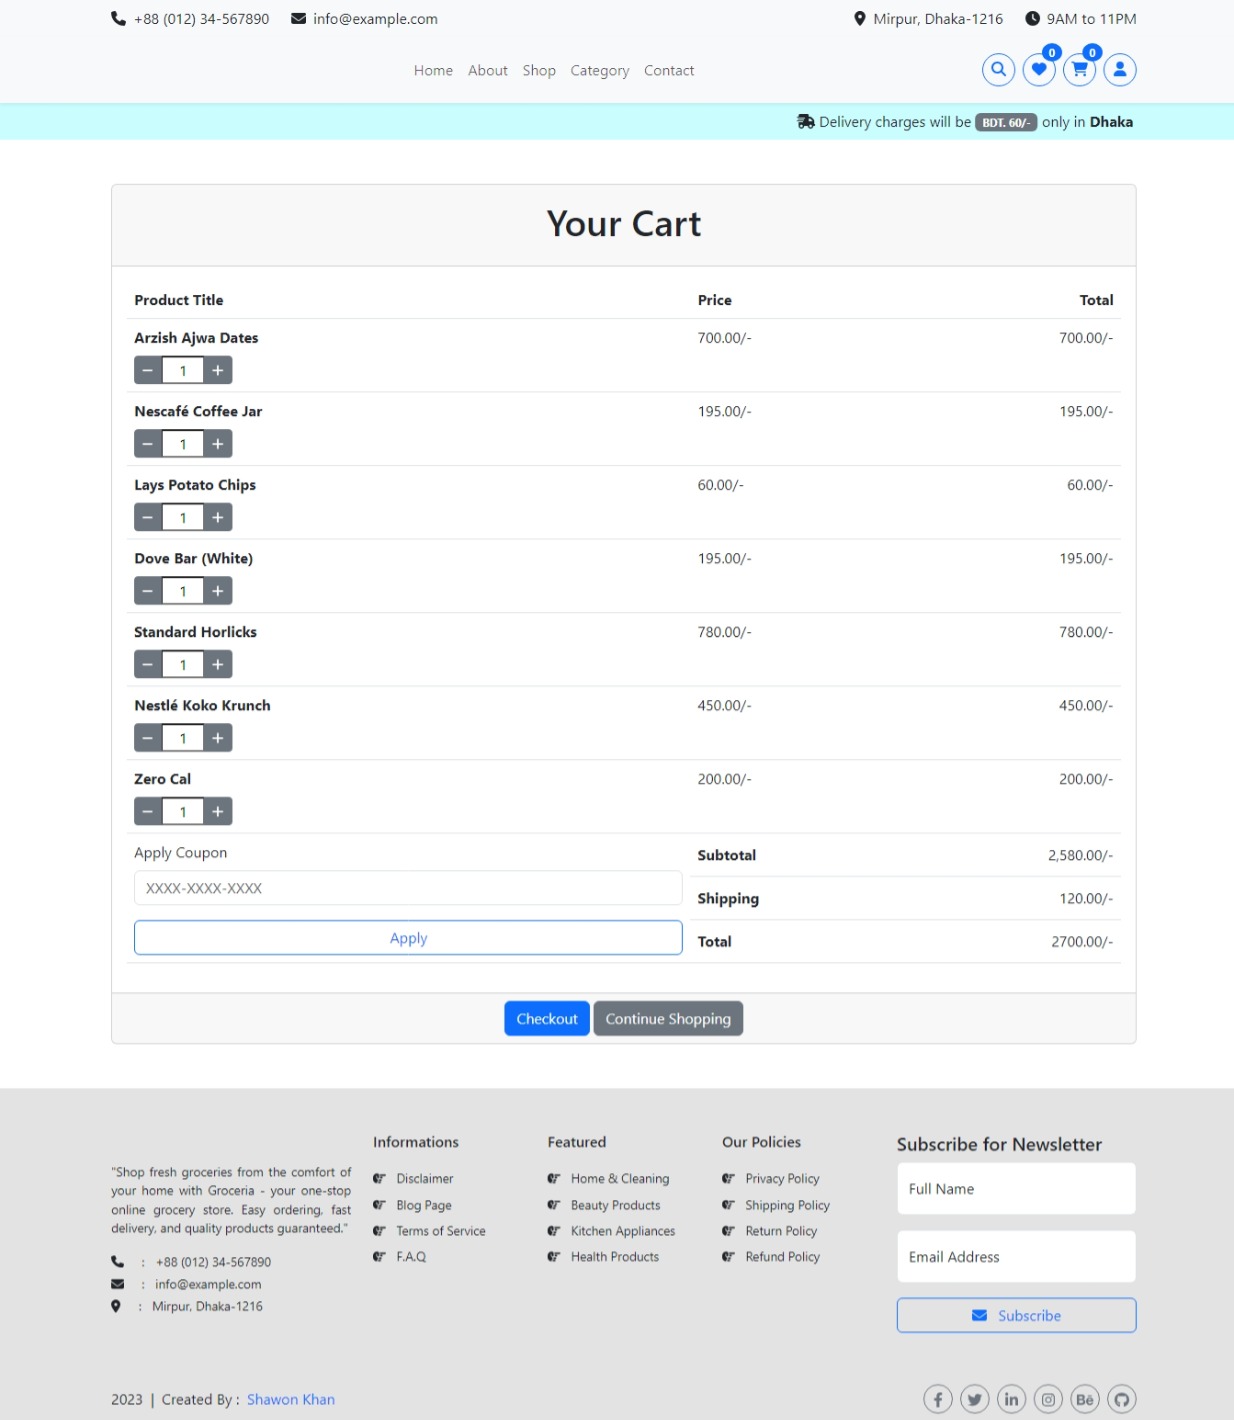 +88 (012) 34-567890 info@example.com Mirpur, Dhaka-1216 9AM to 11PM
Home About Shop Category Contact 0 0
Delivery charges will be BDT. 60/- only in Dhaka
Your Cart
Product Title Price Total
Arzish Ajwa Dates 700.00/- 700.00/-
− 1 +
Nescafé Coffee Jar 195.00/- 195.00/-
− 1 +
Lays Potato Chips 60.00/- 60.00/-
− 1 +
Dove Bar (White) 195.00/- 195.00/-
− 1 +
Standard Horlicks 780.00/- 780.00/-
− 1 +
Nestlé Koko Krunch 450.00/- 450.00/-
− 1 +
Zero Cal 200.00/- 200.00/-
− 1 +
Apply Coupon
XXXX-XXXX-XXXX
Apply
Subtotal 2,580.00/-
Shipping 120.00/-
Total 2700.00/-
Checkout Continue Shopping
"Shop fresh groceries from the comfort of
your home with Groceria - your one-stop
online grocery store. Easy ordering, fast
delivery, and quality products guaranteed."
: +88 (012) 34-567890
: info@example.com
: Mirpur, Dhaka-1216
Informations
Disclaimer
Blog Page
Terms of Service
F.A.Q
Featured
Home & Cleaning
Beauty Products
Kitchen Appliances
Health Products
Our Policies
Privacy Policy
Shipping Policy
Return Policy
Refund Policy
Subscribe for Newsletter
Full Name
Email Address
Subscribe
2023 | Created By : Shawon Khan